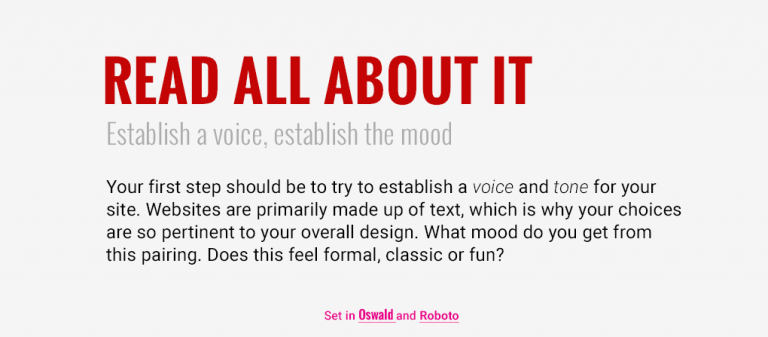 READ ALL ABOUT IT
Establish a voice, establish the mood
Your first step should be to try to establish a voice and tone for your
site. Websites are primarily made up of text, which is why your choices
are so pertinent to your overall design. What mood do you get from
this pairing. Does this feel formal, classic or fun?
Set in Oswald and Roboto